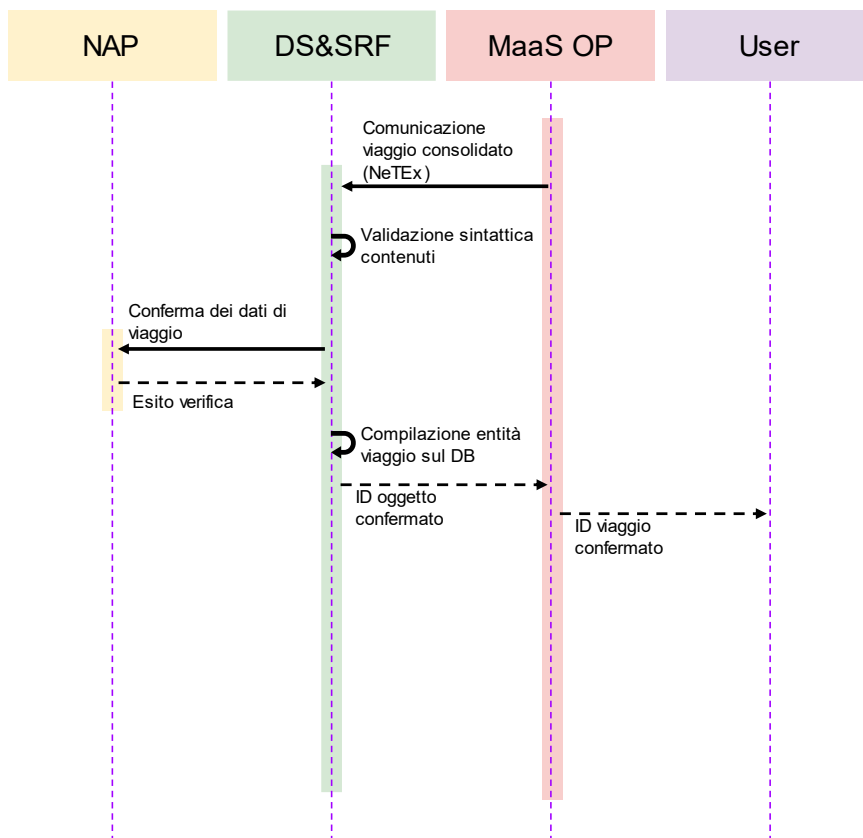 NAP
DS&SRF
MaaS OP
User
Comunicazione
viaggio consolidato
(NeTEx)
Validazione sintattica
contenuti
Conferma dei dati di
viaggio
Esito verifica
Compilazione entità
viaggio sul DB
ID oggetto
confermato
ID viaggio
confermato